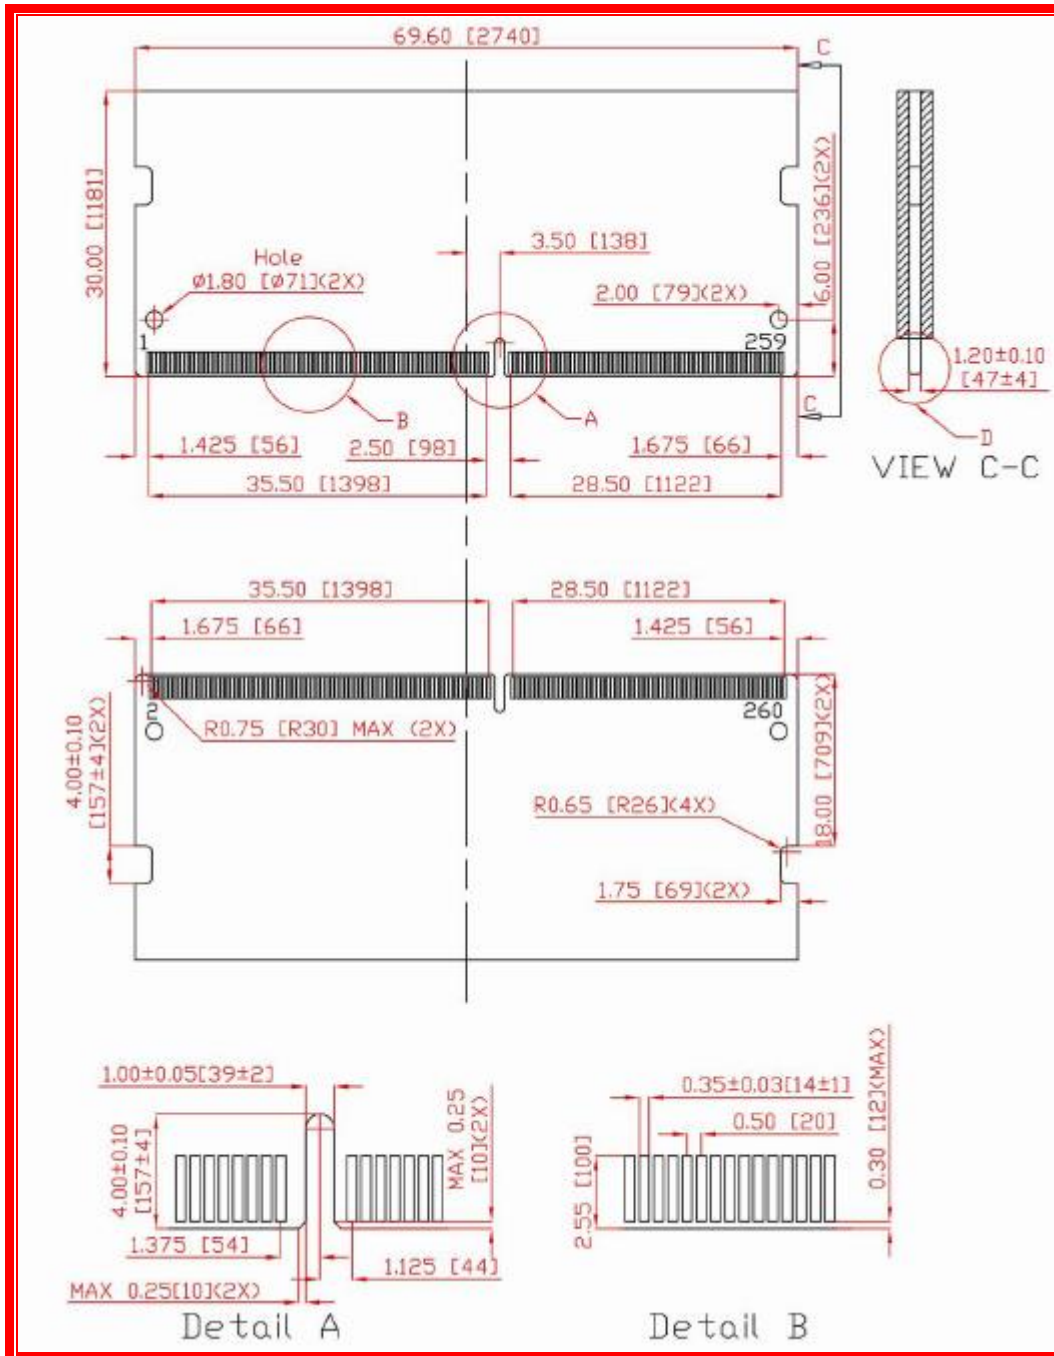 69.60 [2740]
C
30.00 [1181]
6.00 [236](2X)
3.50 [138]
Hole
Ø1.80 [Ø71](2X)
2.00 [79](2X)
1
259
1.20±0.10
[47±4]
B
A
C
D
1.425 [56]
2.50 [98]
1.675 [66]
VIEW C-C
35.50 [1398]
28.50 [1122]
35.50 [1398]
28.50 [1122]
1.675 [66]
1.425 [56]
2
260
R0.75 [R30] MAX (2X)
4.00±0.10
[157±4](2X)
18.00 [709](2X)
R0.65 [R26](4X)
1.75 [69](2X)
1.00±0.05[39±2]
MAX 0.25
[10](2X)
4.00±0.10
[157±4]
1.375 [54]
1.125 [44]
MAX 0.25[10](2X)
Detail A
0.35±0.03[14±1]
0.50 [20]
0.30 [12](MAX)
2.55 [100]
Detail B